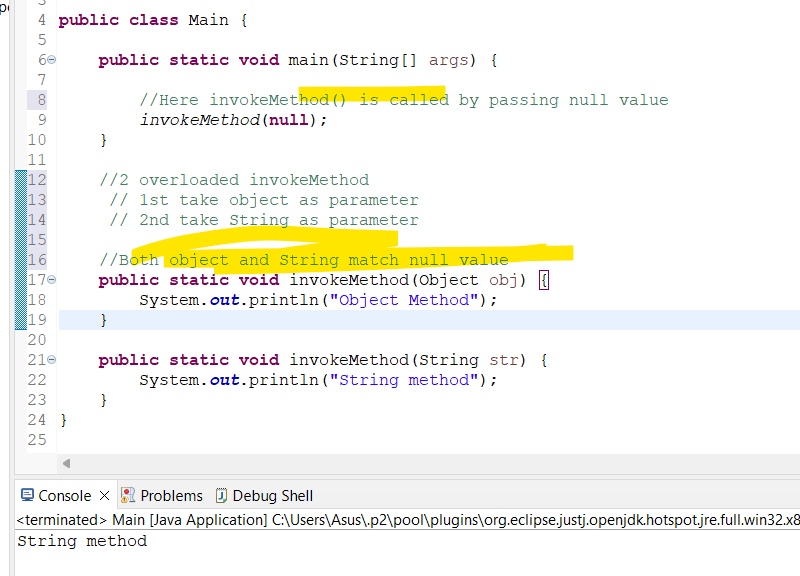 po
3
4 public class Main {
5
6 public static void main(String[] args) {
7
8 //Here invokeMethod() is called by passing null value
9 invokeMethod(null);
10 }
11
12 //2 overloaded invokeMethod
13 // 1st take object as parameter
14 // 2nd take String as parameter
15
16 //Both object and String match null value
17 public static void invokeMethod(Object obj) {
18 System.out.println("Object Method");
19 }
20
21 public static void invokeMethod(String str) {
22 System.out.println("String method");
23 }
24 }
25
Console Problems Debug Shell
<terminated> Main [Java Application] C:\Users\Asus\.p2\pool\plugins\org.eclipse.justj.openjdk.hotspot.jre.full.win32.x8
String method